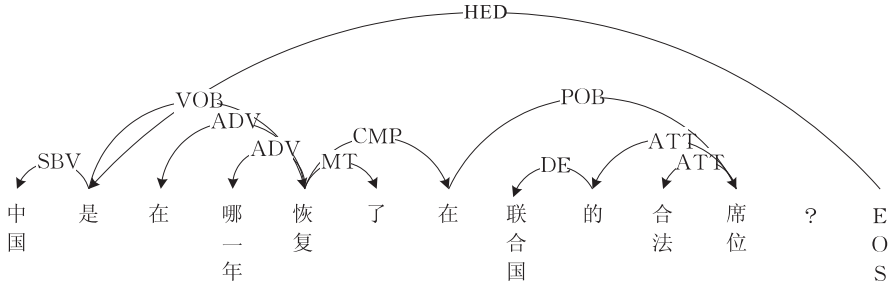 HED
VOB
POB
ADV
CMP
ATT
ADV
SBV
MT
DE
ATT
中国 是 在 哪一年 恢复 了 在 联合国 的 合法 席位 ? EOS